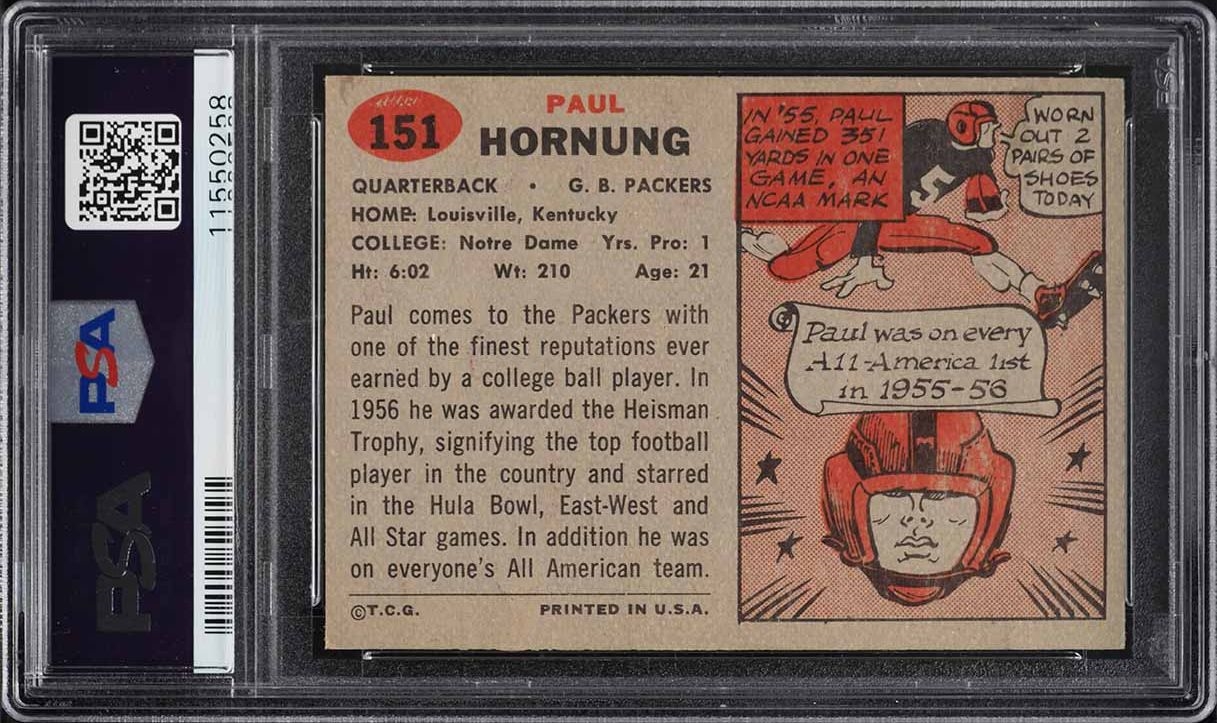 11550258
PSA
PSA
151
PAUL
HORNUNG
QUARTERBACK • G. B. PACKERS
HOME: Louisville, Kentucky
COLLEGE: Notre Dame Yrs. Pro: 1
Ht: 6:02 Wt: 210 Age: 21
Paul comes to the Packers with
one of the finest reputations ever
earned by a college ball player. In
1956 he was awarded the Heisman
Trophy, signifying the top football
player in the country and starred
in the Hula Bowl, East-West and
All Star games. In addition he was
on everyone's All American team.
©T.C.G. PRINTED IN U.S.A.
IN '55, PAUL
GAINED 351
YARDS IN ONE
GAME, AN
NCAA MARK
WORN
OUT 2
PAIRS OF
SHOES
TODAY
5
Paul was on every
All-America list
in 1955-56